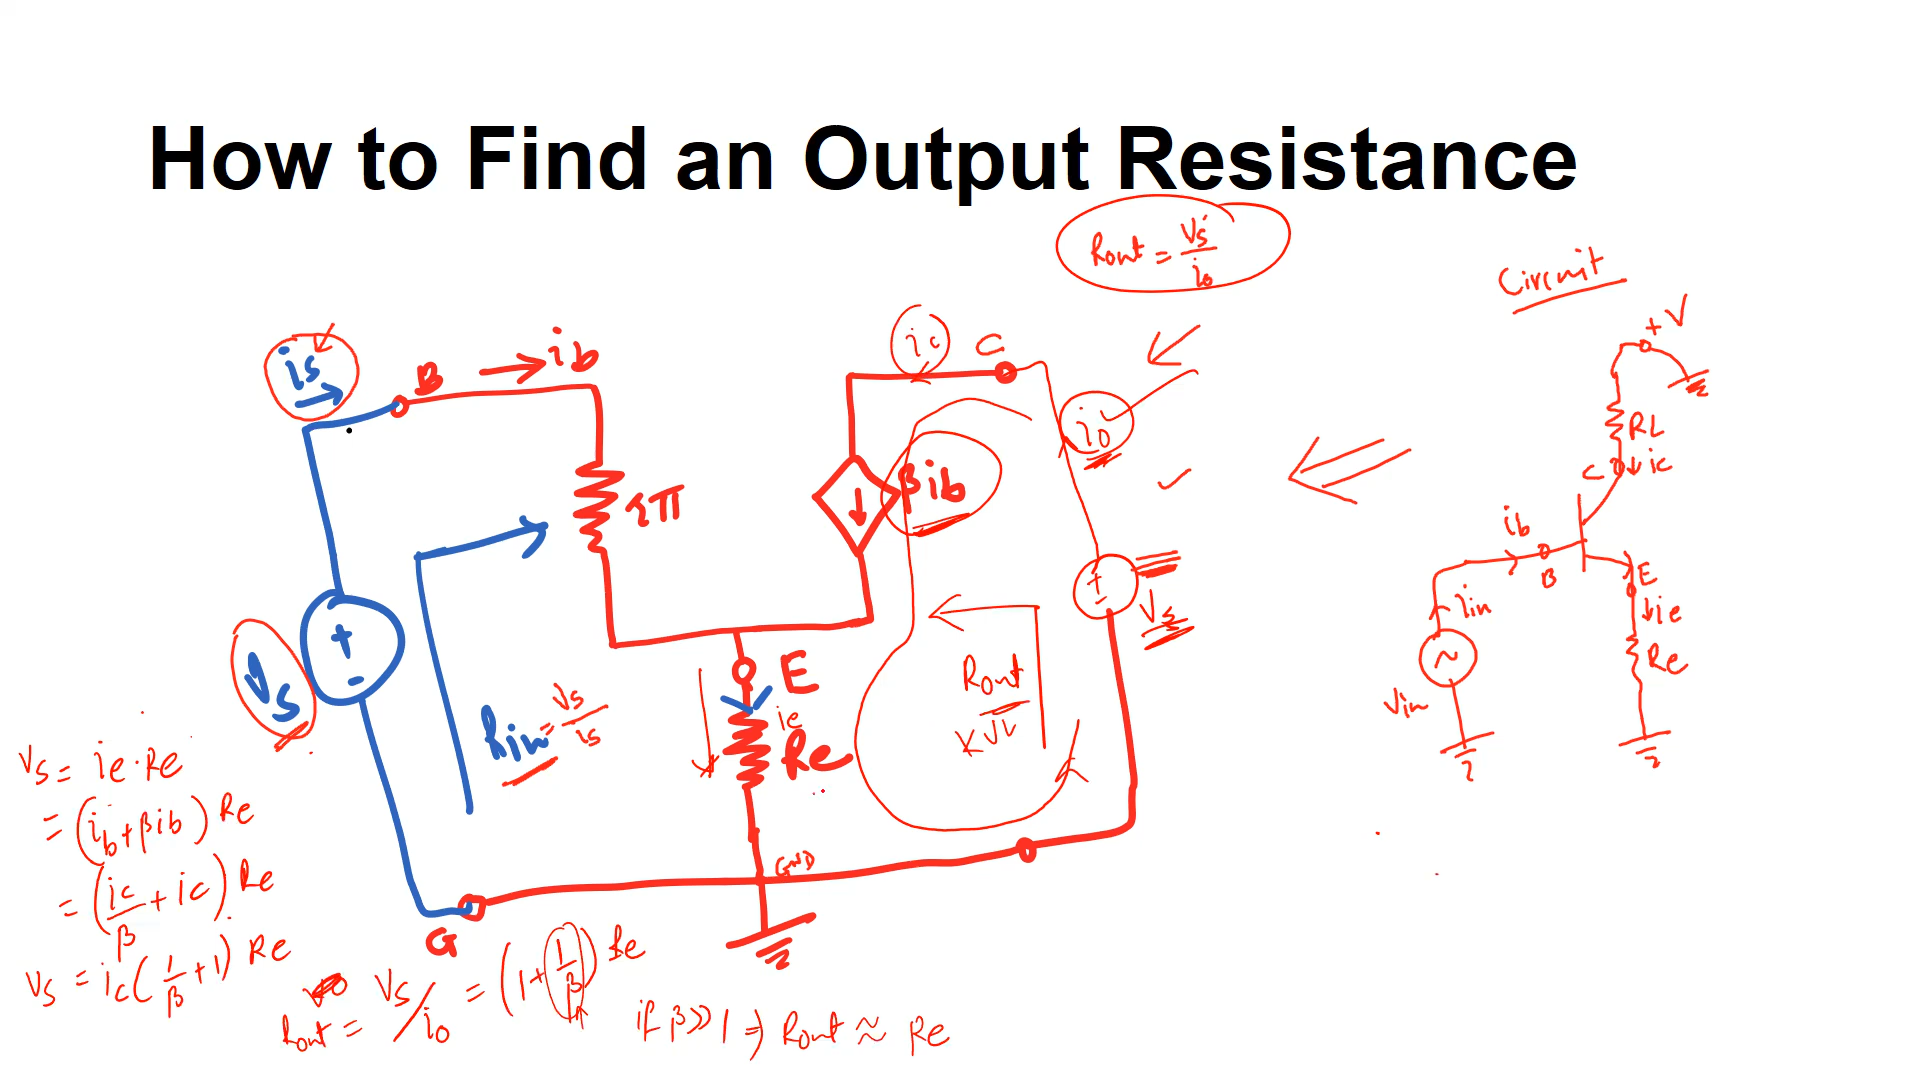 How to Find an Output Resistance
Rout = Vs/io
Circuit
+V
is
B
ib
ic
C
io
RL
C
ic
βib
rπ
ib
B
E
iin
ie
Re
Vin
+
-
Vs
+
-
Vs
E
ie
Re
Rin = Vs/is
Rout
KVL
GND
G
Vs = ie·Re
= (ib + βib) Re
= (ic/β + ic) Re
Vs = ic(1/β + 1) Re
Rout = Vs/io = (1 + 1/β) Re
if β >> 1 ⇒ Rout ≈ Re